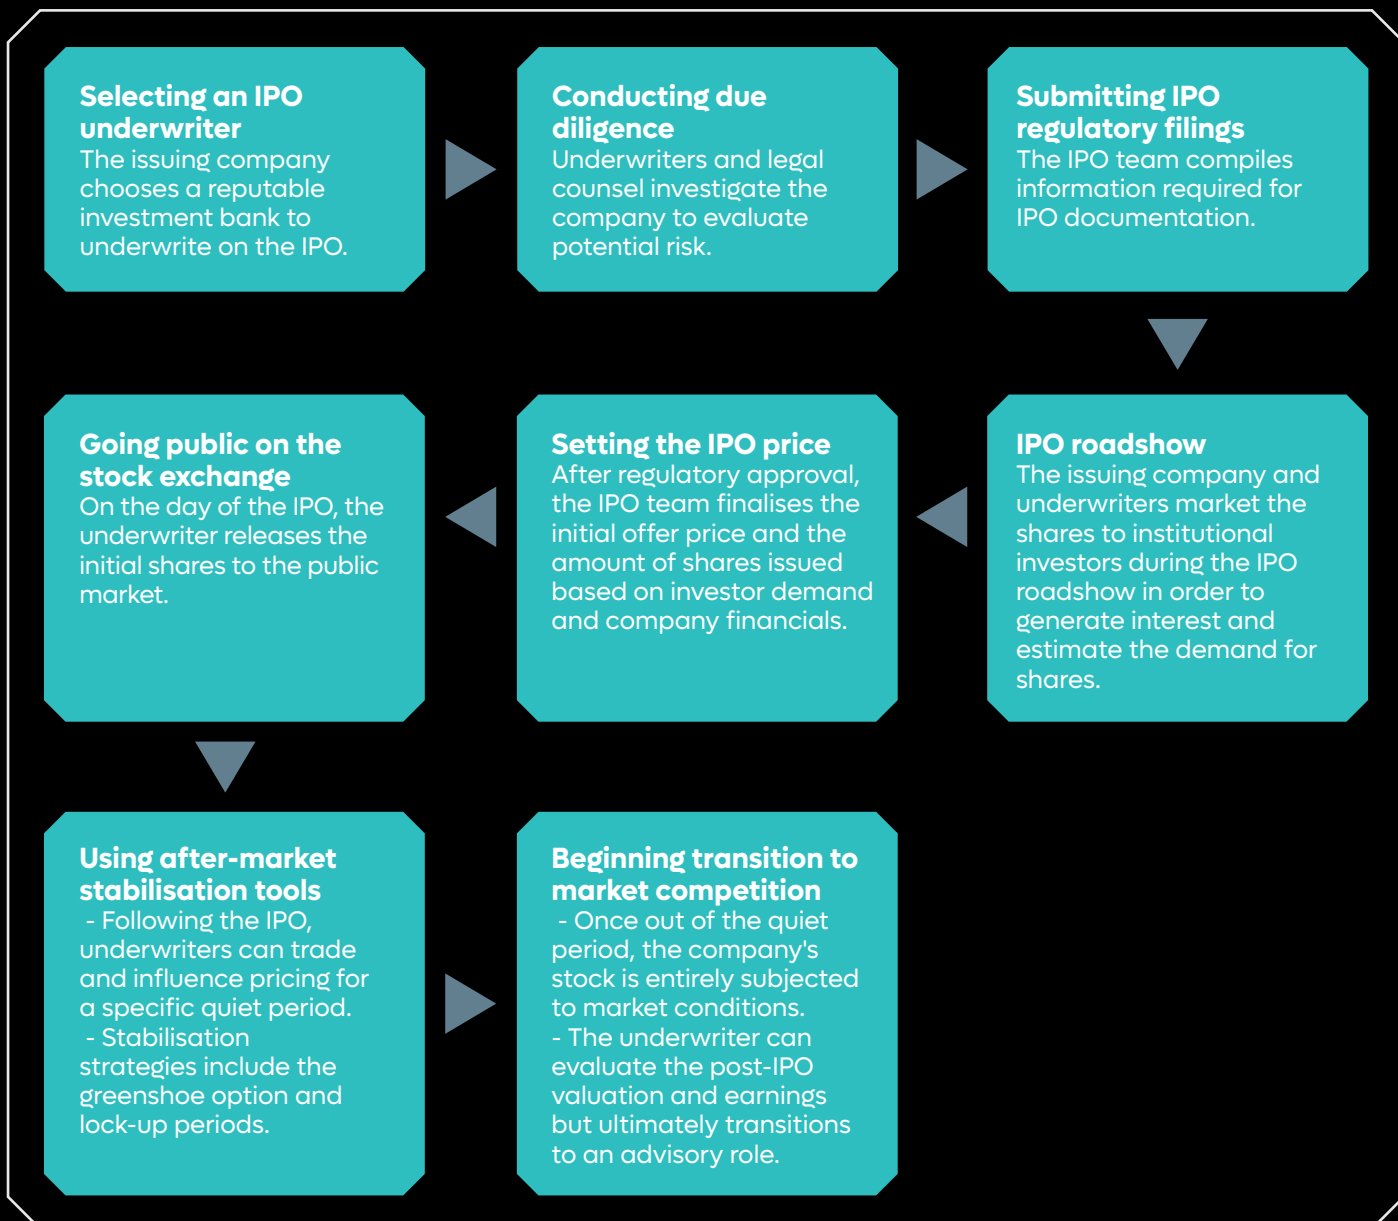 Selecting an IPO
underwriter
The issuing company
chooses a reputable
investment bank to
underwrite on the IPO.
Conducting due
diligence
Underwriters and legal
counsel investigate the
company to evaluate
potential risk.
Submitting IPO
regulatory filings
The IPO team compiles
information required for
IPO documentation.
IPO roadshow
The issuing company and
underwriters market the
shares to institutional
investors during the IPO
roadshow in order to
generate interest and
estimate the demand for
shares.
Setting the IPO price
After regulatory approval,
the IPO team finalises the
initial offer price and the
amount of shares issued
based on investor demand
and company financials.
Going public on the
stock exchange
On the day of the IPO, the
underwriter releases the
initial shares to the public
market.
Using after-market
stabilisation tools
- Following the IPO,
underwriters can trade
and influence pricing for
a specific quiet period.
- Stabilisation
strategies include the
greenshoe option and
lock-up periods.
Beginning transition to
market competition
- Once out of the quiet
period, the company's
stock is entirely subjected
to market conditions.
- The underwriter can
evaluate the post-IPO
valuation and earnings
but ultimately transitions
to an advisory role.